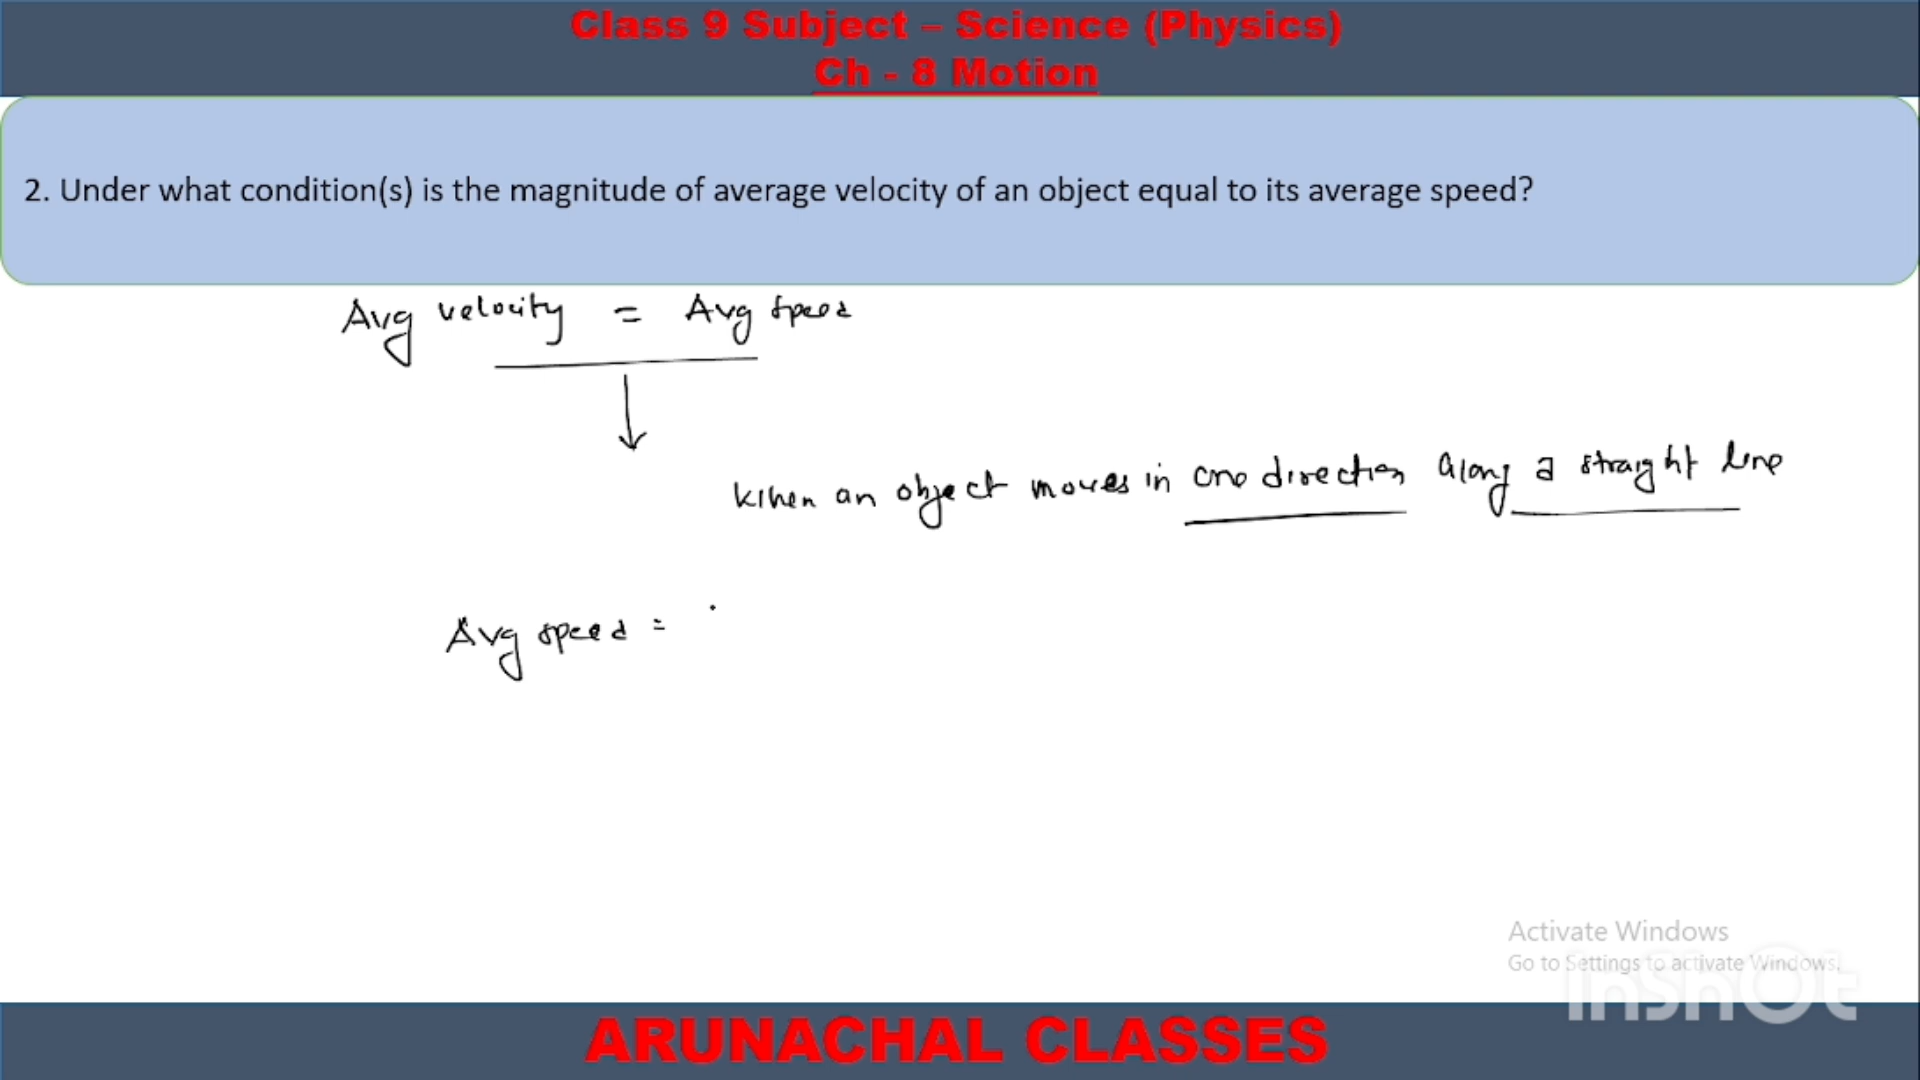 Class 9 Subject – Science (Physics)
Ch - 8 Motion
2. Under what condition(s) is the magnitude of average velocity of an object equal to its average speed?
Avg velocity = Avg speed
When an object moves in one direction along a straight line
Avg speed =
Activate Windows
Go to Settings to activate Windows.
InShOt
ARUNACHAL CLASSES